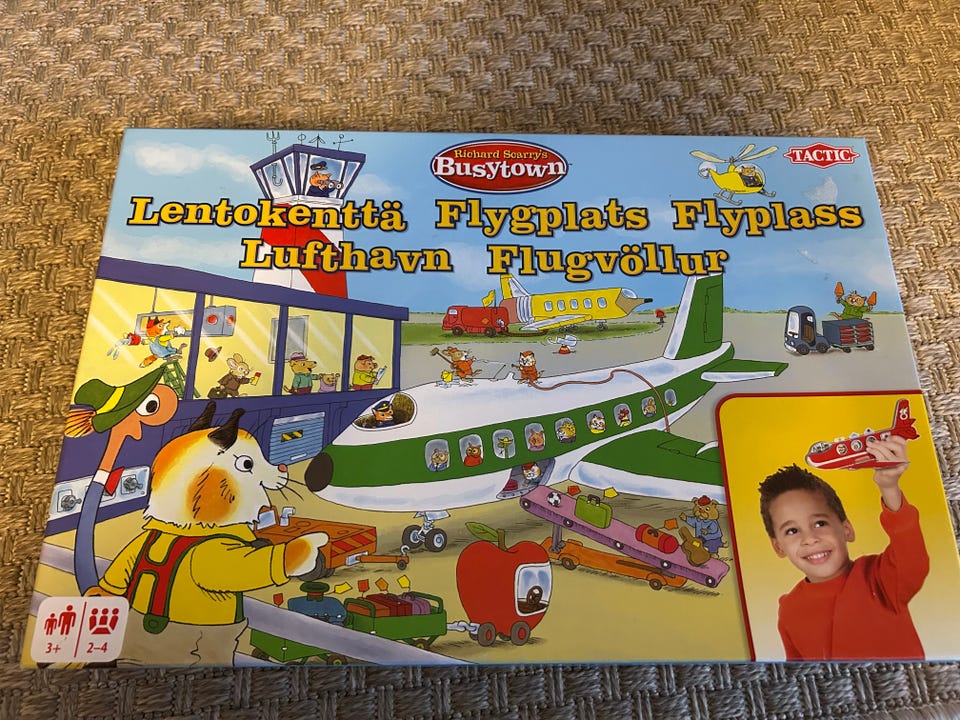 Richard Scarry's
Busytown
TACTIC
Lentokenttä Flygplats Flyplass
Lufthavn Flugvöllur
3+ 2-4